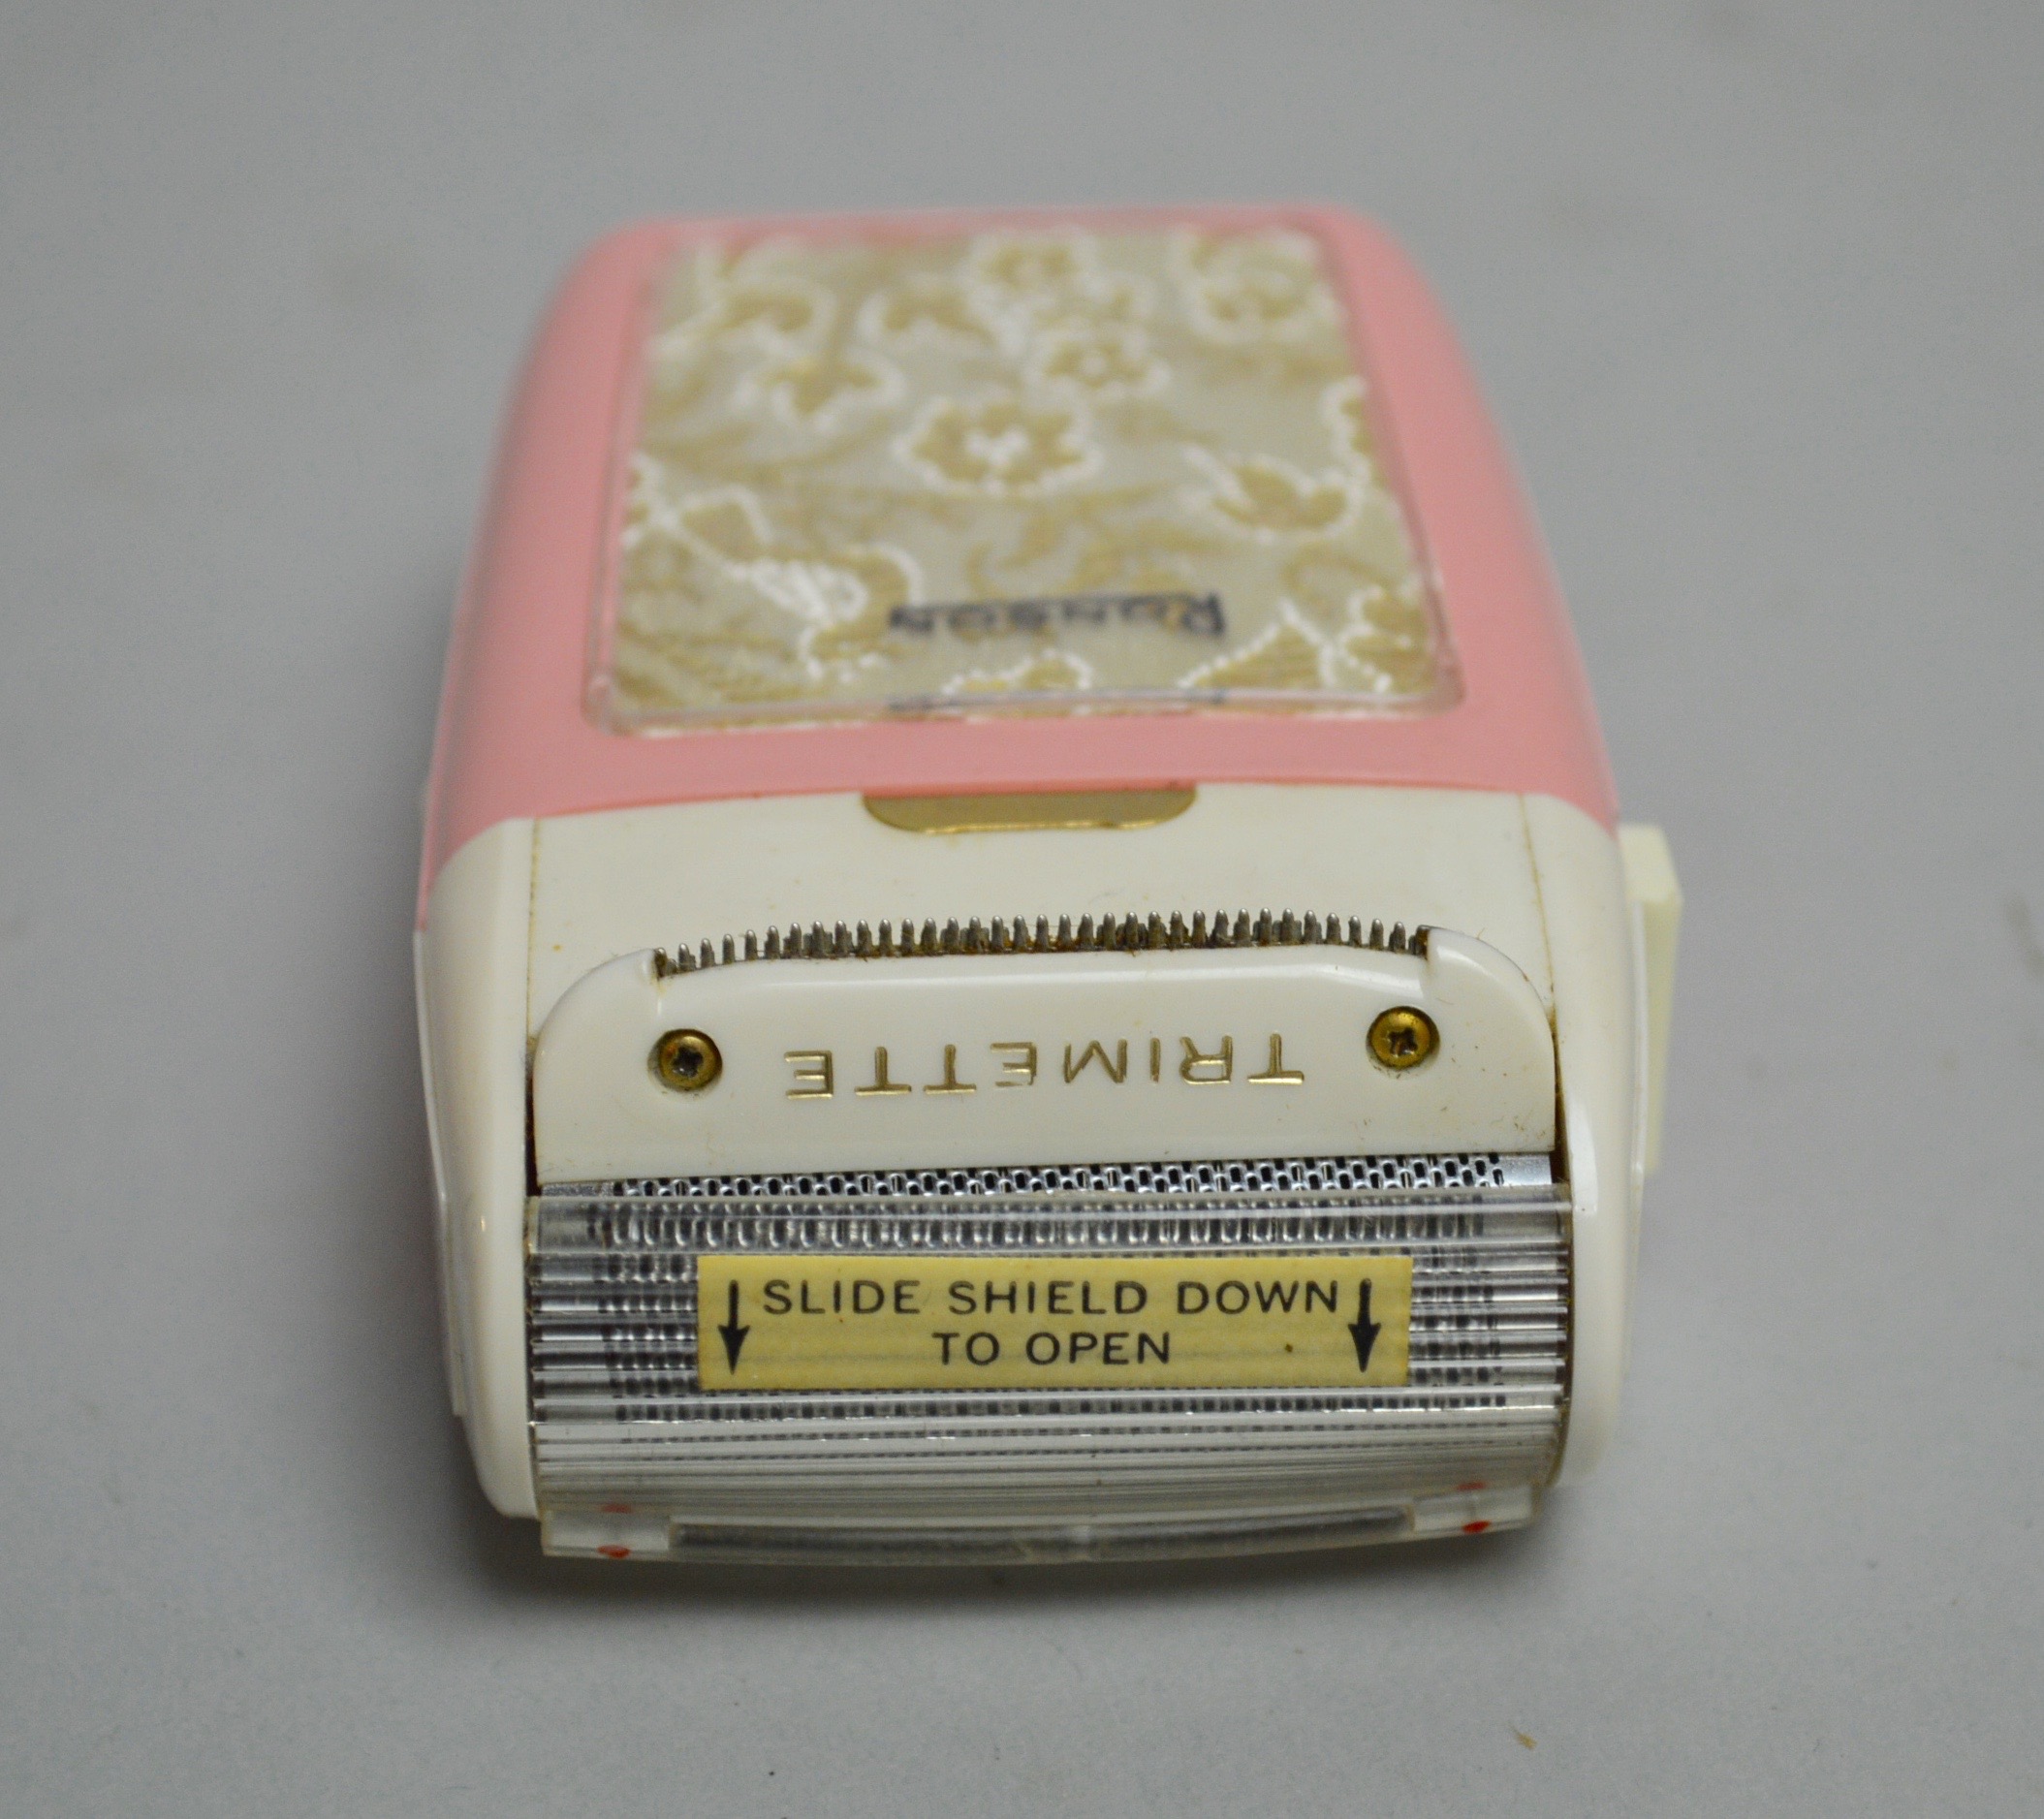 RONSON
TRIMETTE
SLIDE SHIELD DOWN
TO OPEN